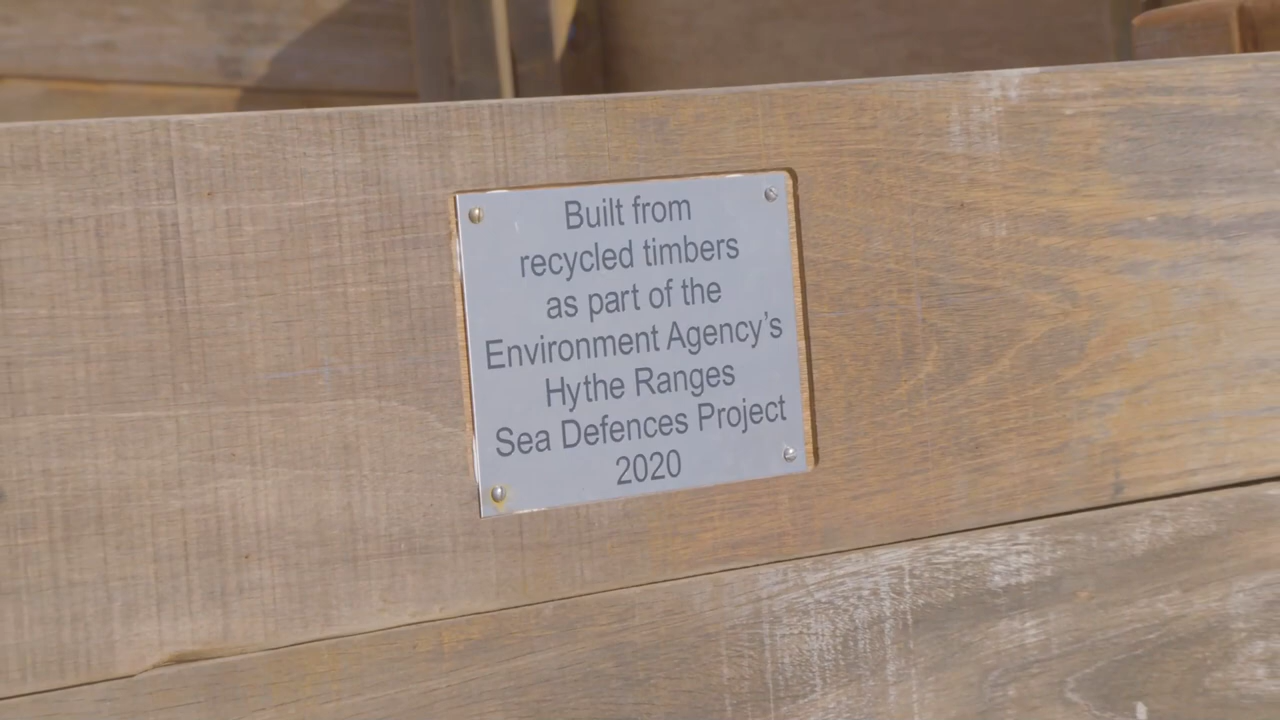 Built from
recycled timbers
as part of the
Environment Agency's
Hythe Ranges
Sea Defences Project
2020